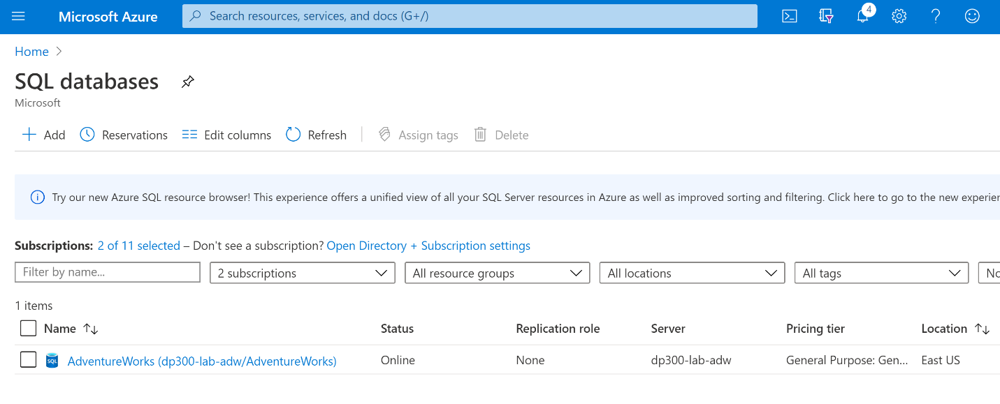 Microsoft Azure Search resources, services, and docs (G+/) 4
Home
SQL databases
Microsoft
Add Reservations Edit columns Refresh Assign tags Delete
Try our new Azure SQL resource browser! This experience offers a unified view of all your SQL Server resources in Azure as well as improved sorting and filtering. Click here to go to the new experier
Subscriptions: 2 of 11 selected – Don't see a subscription? Open Directory + Subscription settings
Filter by name... 2 subscriptions All resource groups All locations All tags No
1 items
Name Status Replication role Server Pricing tier Location
SQL AdventureWorks (dp300-lab-adw/AdventureWorks) Online None dp300-lab-adw General Purpose: Gen... East US